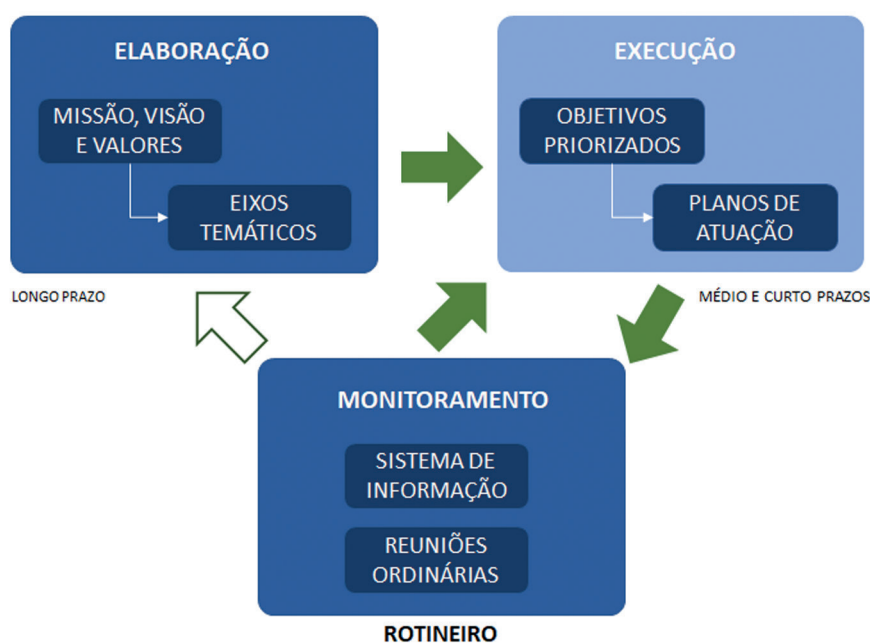 ELABORAÇÃO
MISSÃO, VISÃO
E VALORES
EIXOS
TEMÁTICOS
LONGO PRAZO
EXECUÇÃO
OBJETIVOS
PRIORIZADOS
PLANOS DE
ATUAÇÃO
MÉDIO E CURTO PRAZOS
MONITORAMENTO
SISTEMA DE
INFORMAÇÃO
REUNIÕES
ORDINÁRIAS
ROTINEIRO